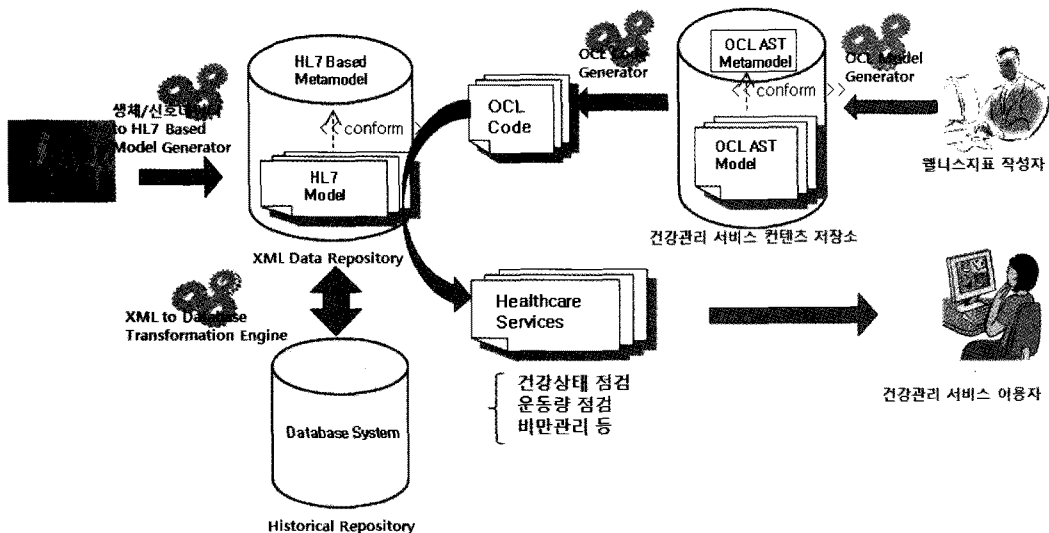 HL7 Based
Metamodel
conform
HL7
Model
XML Data Repository
생체/신호데이터
to HL7 Based
Model Generator
OCL Code
Generator
OCL
Code
OCL AST
Metamodel
conform
OCL AST
Model
건강관리 서비스 컨텐츠 저장소
OCL Model
Generator
웰니스지표 작성자
XML to Database
Transformation Engine
Database System
Historical Repository
Healthcare
Services
건강상태 점검
운동량 점검
비만관리 등
건강관리 서비스 이용자